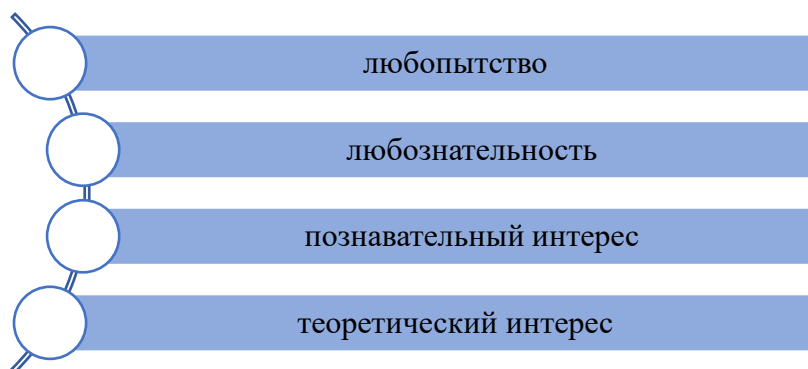 любопытство
любознательность
познавательный интерес
теоретический интерес